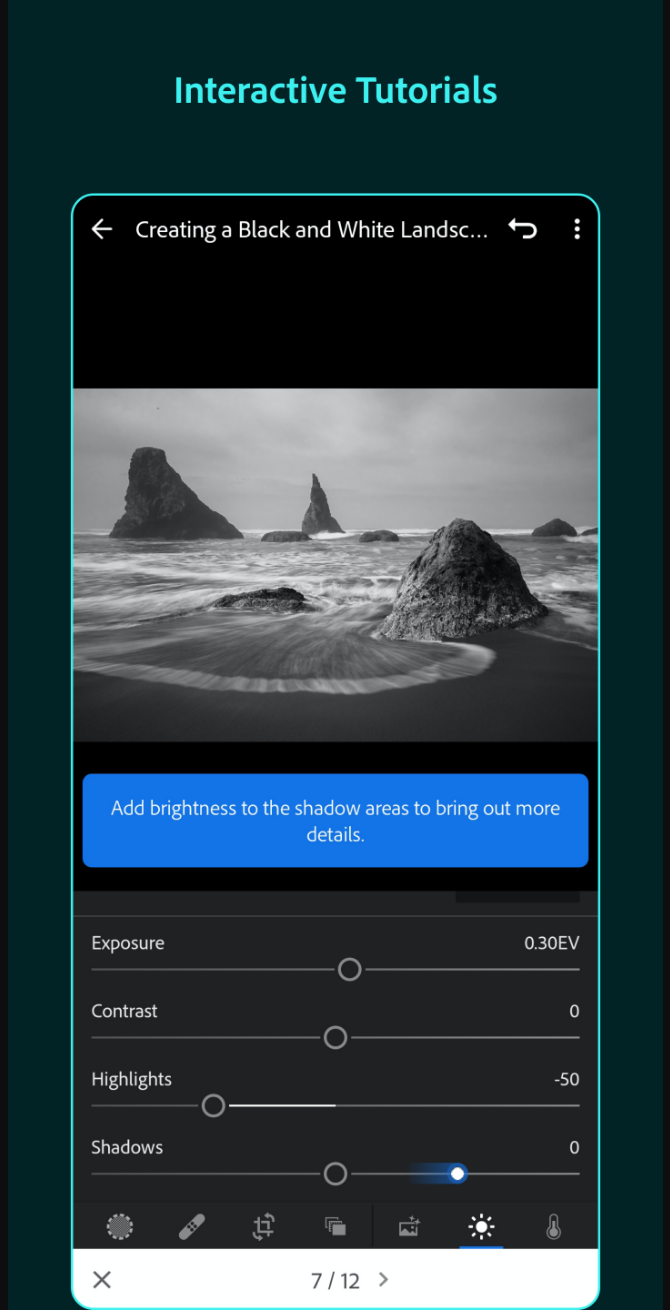 Interactive Tutorials
Creating a Black and White Landsc...
Add brightness to the shadow areas to bring out more
details.
Exposure 0.30EV
Contrast 0
Highlights -50
Shadows 0
7 / 12